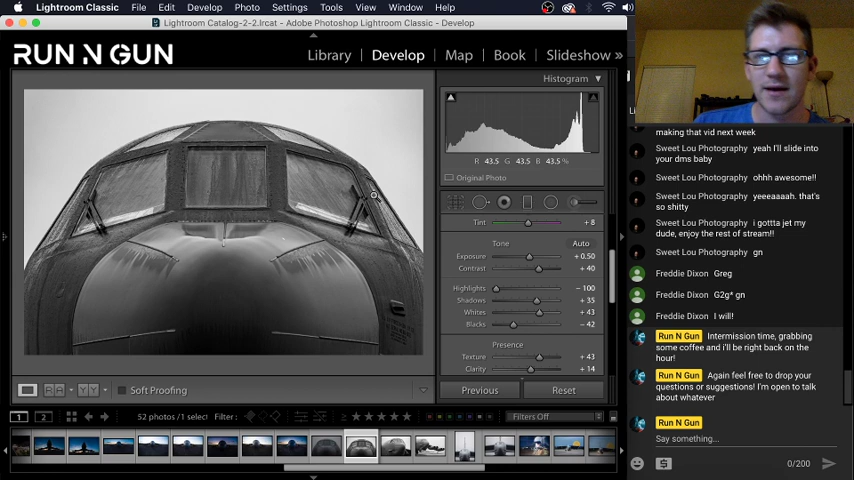 Lightroom Classic File Edit Develop Photo Settings Tools View Window Help
Lightroom Catalog-2-2.lrcat - Adobe Photoshop Lightroom Classic - Develop
RUN N GUN
Library | Develop | Map | Book | Slideshow »
Histogram
R 43.5 G 43.5 B 43.5 %
Original Photo
Tint + 8
Tone Auto
Exposure + 0.50
Contrast + 40
Highlights − 100
Shadows + 35
Whites + 43
Blacks − 42
Presence
Texture + 43
Clarity + 14
Soft Proofing
Previous Reset
1 2 52 photos / 1 select Filter : Filters Off
making that vid next week
Sweet Lou Photography yeah I'll slide into
your dms baby
Sweet Lou Photography ohhh awesome!!
Sweet Lou Photography yeeeaaaah. that's
so shitty
Sweet Lou Photography i gottta jet my
dude, enjoy the rest of stream!!
Sweet Lou Photography gn
Freddie Dixon Greg
Freddie Dixon G2g* gn
Freddie Dixon I will!
Run N Gun Intermission time, grabbing
some coffee and i'll be right back on the
hour!
Run N Gun Again feel free to drop your
questions or suggestions! I'm open to talk
about whatever
Run N Gun
Say something...
0/200